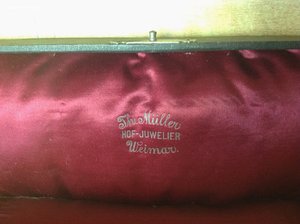 Th. Müller
HOF-JUWELIER
Weimar.